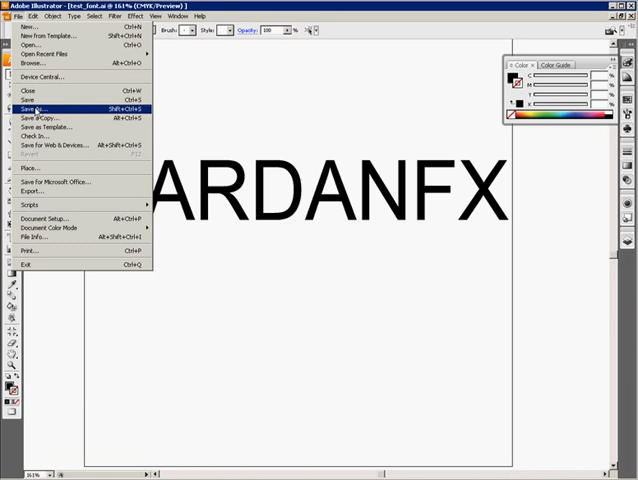 Adobe Illustrator - [test_font.ai @ 161% (CMYK/Preview) ]
File Edit Object Type Select Filter Effect View Window Help
Brush: Style: Opacity: 100 %
New... Ctrl+N
New from Template... Shift+Ctrl+N
Open... Ctrl+O
Open Recent Files
Browse... Alt+Ctrl+O
Device Central...
Close Ctrl+W
Save Ctrl+S
Save As... Shift+Ctrl+S
Save a Copy... Alt+Ctrl+S
Save as Template...
Check In...
Save for Web & Devices... Alt+Shift+Ctrl+S
Revert F12
Place...
Save for Microsoft Office...
Export...
Scripts
Document Setup... Alt+Ctrl+P
Document Color Mode
File Info... Alt+Shift+Ctrl+I
Print... Ctrl+P
Exit Ctrl+Q
Color × Color Guide
C %
M %
Y %
K %
ARDANFX
161%